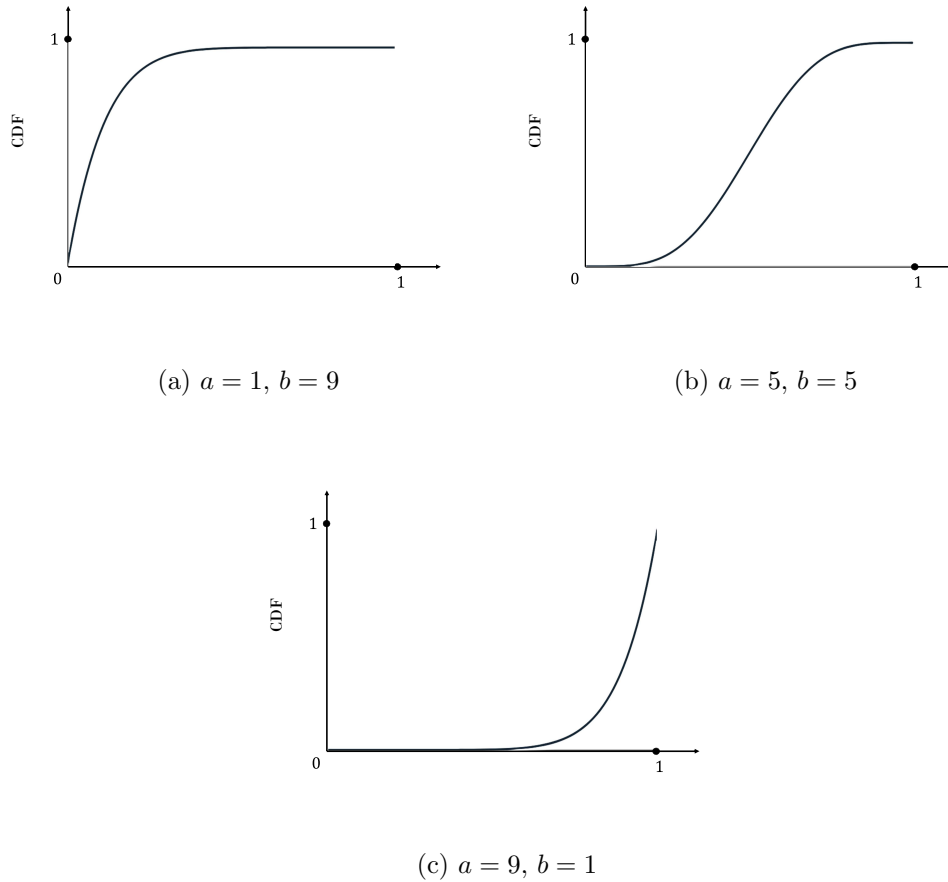 1
CDF
0
1
(a) a = 1, b = 9
1
CDF
0
1
(b) a = 5, b = 5
1
CDF
0
1
(c) a = 9, b = 1